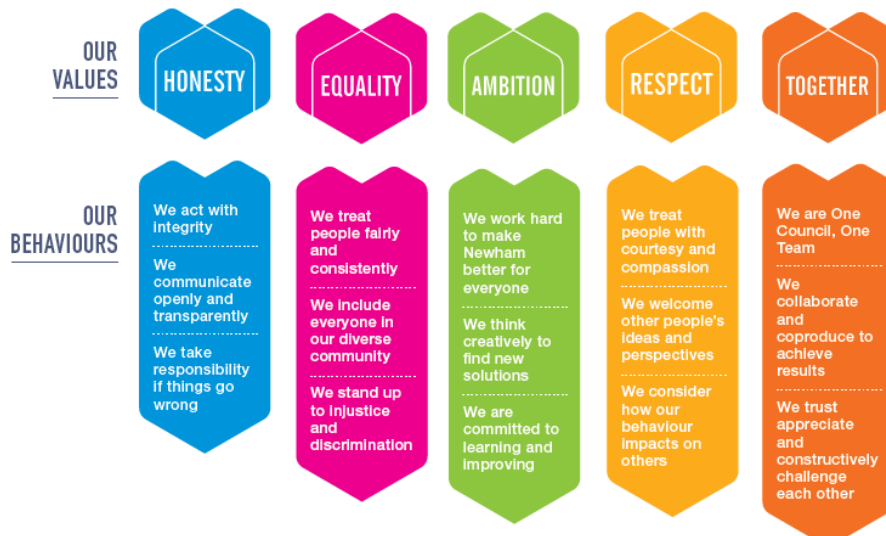 OUR
VALUES
HONESTY
EQUALITY
AMBITION
RESPECT
TOGETHER
OUR
BEHAVIOURS
We act with
integrity
We
communicate
openly and
transparently
We take
responsibility
if things go
wrong
We treat
people fairly
and
consistently
We include
everyone in
our diverse
community
We stand up
to injustice
and
discrimination
We work hard
to make
Newham
better for
everyone
We think
creatively to
find new
solutions
We are
committed to
learning and
improving
We treat
people with
courtesy and
compassion
We welcome
other people's
ideas and
perspectives
We consider
how our
behaviour
impacts on
others
We are One
Council, One
Team
We
collaborate
and
coproduce to
achieve
results
We trust
appreciate
and
constructively
challenge
each other